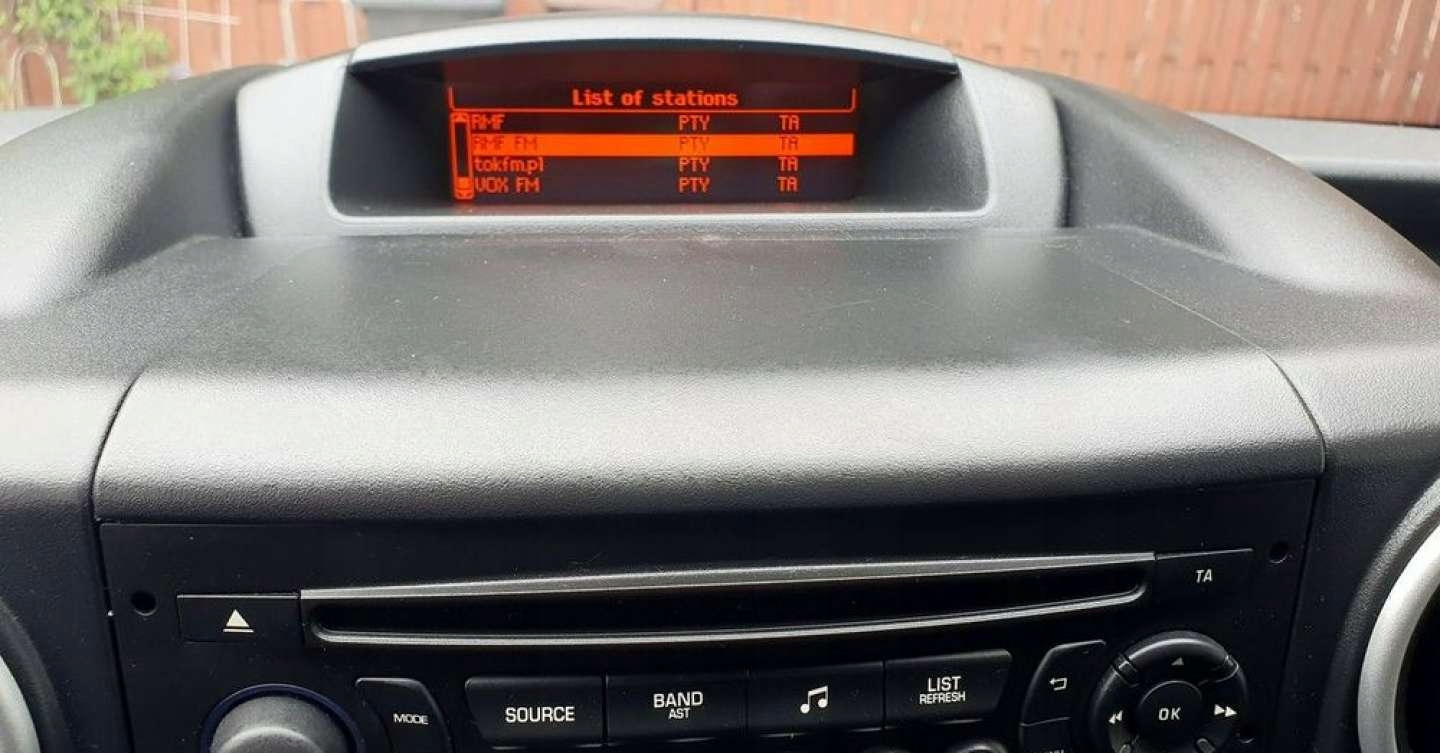 List of stations
RMF PTY TA
RMF FM PTY TA
tokfm.pl PTY TA
VOX FM PTY TA
TA
MODE
SOURCE
BAND
AST
LIST
REFRESH
OK